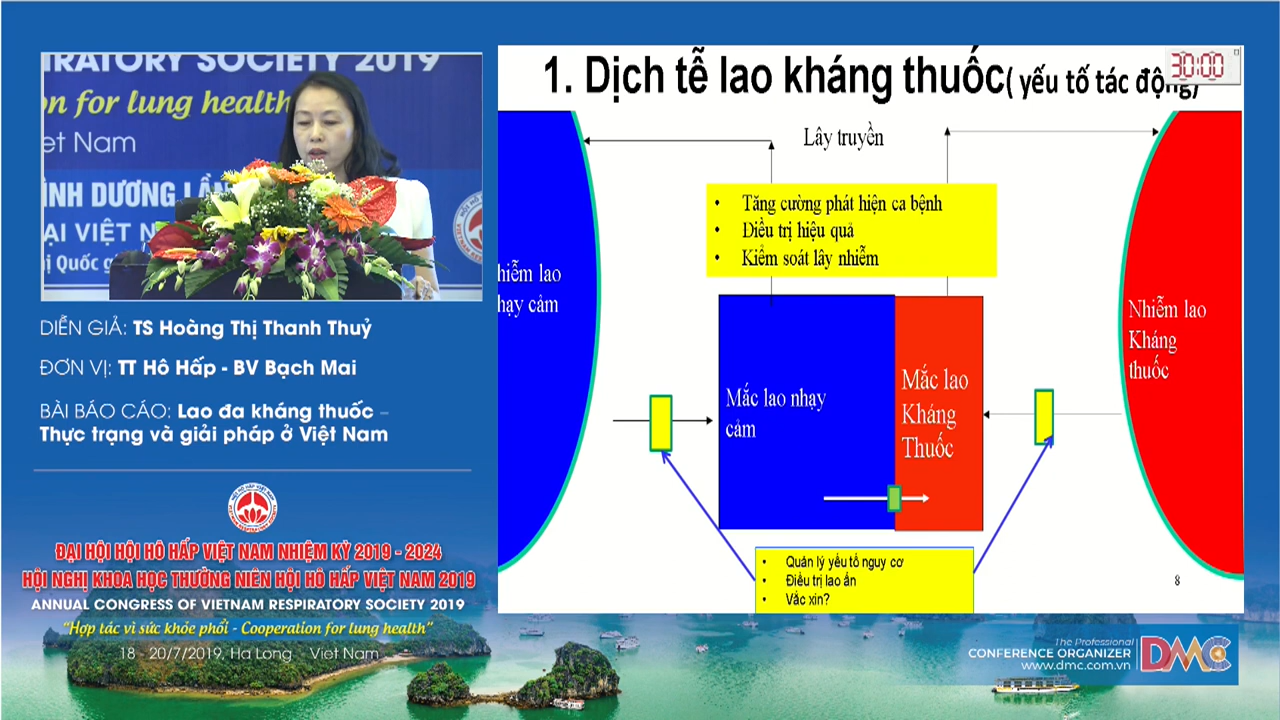 IRATORY SOCIETY 2019
on for lung health
et Nam
ÌNH DƯƠNG LẦN
ẠI VIỆT N
ị Quốc g
DIỄN GIẢ: TS Hoàng Thị Thanh Thuỷ
ĐƠN VỊ: TT Hô Hấp - BV Bạch Mai
BÀI BÁO CÁO: Lao đa kháng thuốc –
Thực trạng và giải pháp ở Việt Nam
ĐẠI HỘI HỘI HÔ HẤP VIỆT NAM NHIỆM KỲ 2019 - 2024
HỘI NGHỊ KHOA HỌC THƯỜNG NIÊN HỘI HÔ HẤP VIỆT NAM 2019
ANNUAL CONGRESS OF VIETNAM RESPIRATORY SOCIETY 2019
"Hợp tác vì sức khỏe phổi - Cooperation for lung health"
18 - 20/7/2019, Ha Long Viet Nam
1. Dịch tễ lao kháng thuốc( yếu tố tác động)
30:00
Lây truyền
• Tăng cường phát hiện ca bệnh
• Điều trị hiệu quả
• Kiểm soát lây nhiễm
hiễm lao
hạy cảm
Mắc lao nhạy
cảm
Mắc lao
Kháng
Thuốc
Nhiễm lao
Kháng
thuốc
• Quản lý yếu tố nguy cơ
• Điều trị lao ẩn
• Vắc xin?
8
The Professional
CONFERENCE ORGANIZER
www.dmc.com.vn
DMC